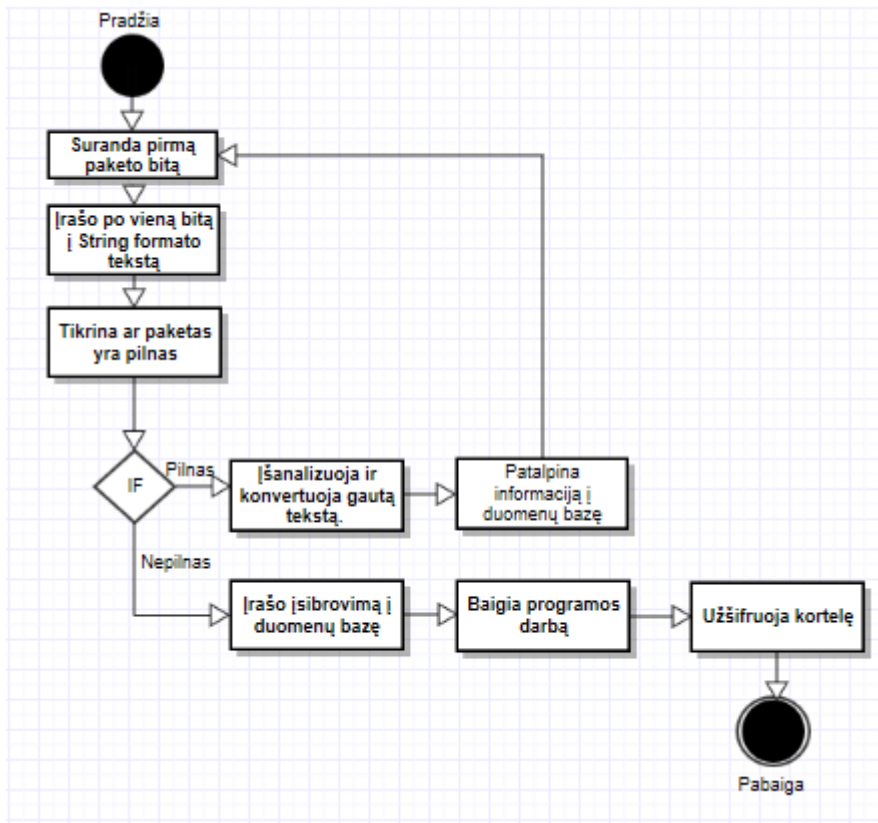 Pradžia
Suranda pirmą
paketo bitą
Įrašo po vieną bitą
į String formato
tekstą
Tikrina ar paketas
yra pilnas
IF
Pilnas
Įšanalizuoja ir
konvertuoja gautą
tekstą.
Patalpina
informaciją į
duomenų bazę
Nepilnas
Įrašo įsibrovimą į
duomenų bazę
Baigia programos
darbą
Užšifruoja kortelę
Pabaiga